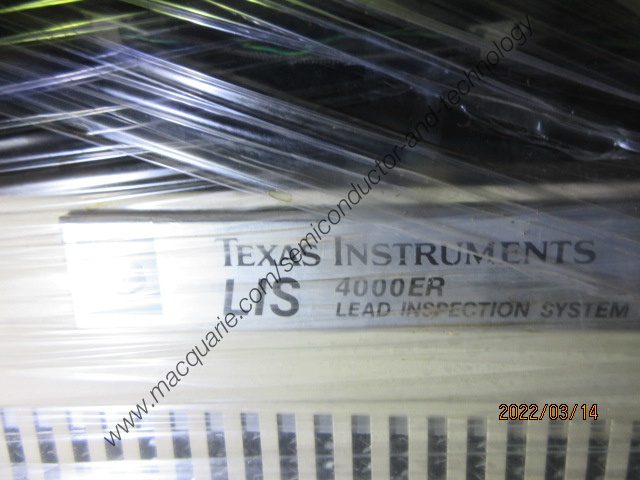 TEXAS INSTRUMENTS
LIS 4000ER
LEAD INSPECTION SYSTEM
www.macquarie.com/semiconductor-and-technology
2022/03/14